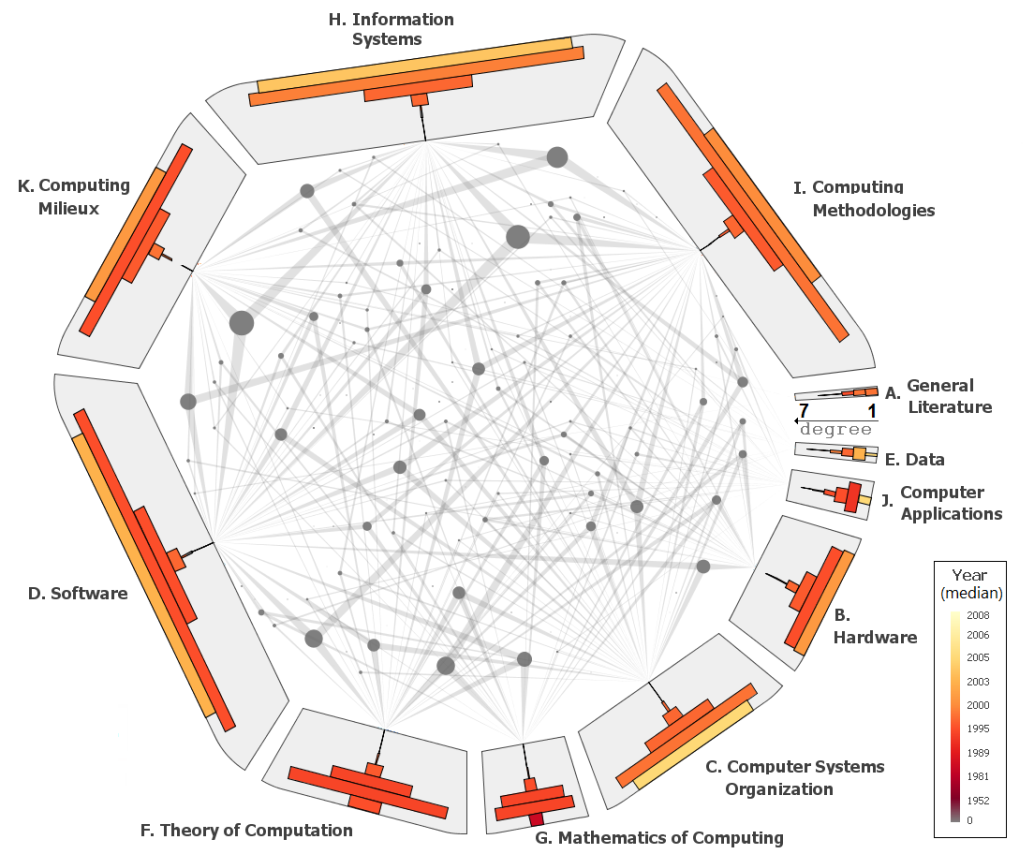 H. Information
Systems
K. Computing
Milieux
I. Computing
Methodologies
A. General
Literature
7 1
degree
E. Data
J. Computer
Applications
D. Software
B.
Hardware
Year
(median)
2008
2006
2005
2003
2000
1995
1989
1981
1952
0
C. Computer Systems
Organization
F. Theory of Computation
G. Mathematics of Computing